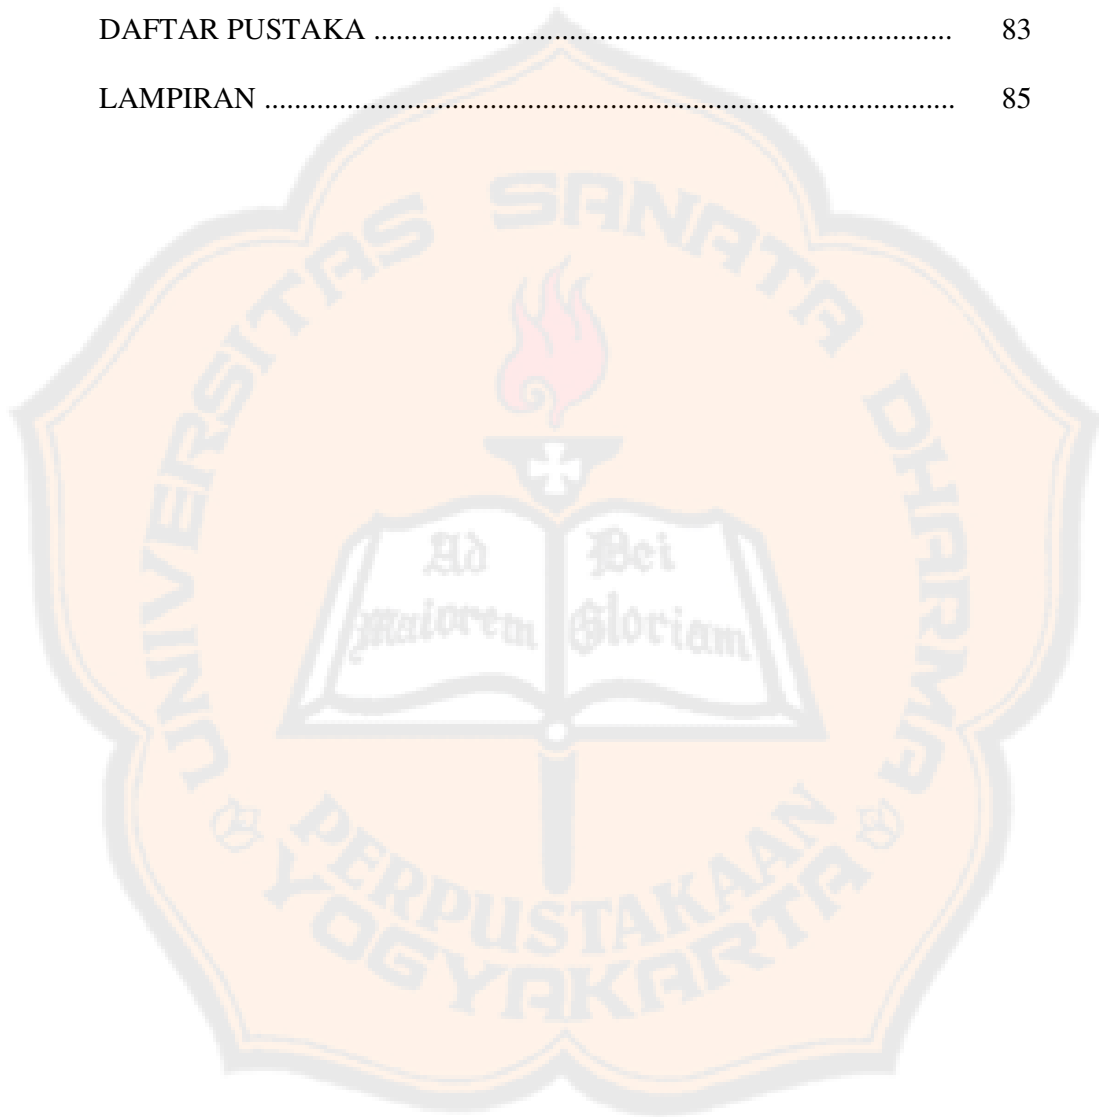 DAFTAR PUSTAKA ............................................................................. 83
LAMPIRAN ............................................................................................ 85
UNIVERSITAS SANATA DHARMA
Ad Dei
Maiorem Gloriam
PERPUSTAKAAN
YOGYAKARTA